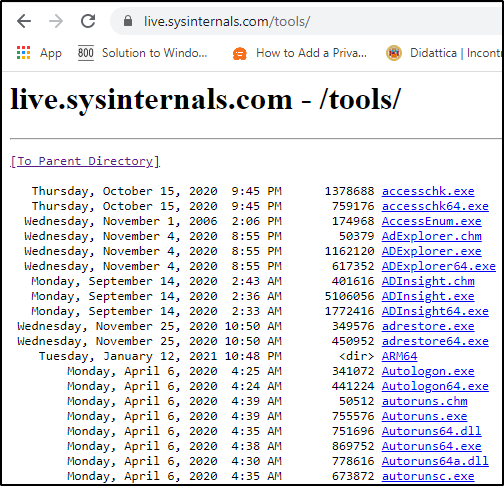 live.sysinternals.com/tools/
App 800 Solution to Windo... How to Add a Priva... Didattica | Incont
live.sysinternals.com - /tools/
[To Parent Directory]
Thursday, October 15, 2020 9:45 PM 1378688 accesschk.exe
Thursday, October 15, 2020 9:45 PM 759176 accesschk64.exe
Wednesday, November 1, 2006 2:06 PM 174968 AccessEnum.exe
Wednesday, November 4, 2020 8:55 PM 50379 AdExplorer.chm
Wednesday, November 4, 2020 8:55 PM 1162120 ADExplorer.exe
Wednesday, November 4, 2020 8:55 PM 617352 ADExplorer64.exe
Monday, September 14, 2020 2:43 AM 401616 ADInsight.chm
Monday, September 14, 2020 2:36 AM 5106056 ADInsight.exe
Monday, September 14, 2020 2:33 AM 1772416 ADInsight64.exe
Wednesday, November 25, 2020 10:50 AM 349576 adrestore.exe
Wednesday, November 25, 2020 10:50 AM 450952 adrestore64.exe
Tuesday, January 12, 2021 10:48 PM <dir> ARM64
Monday, April 6, 2020 4:25 AM 341072 Autologon.exe
Monday, April 6, 2020 4:24 AM 441224 Autologon64.exe
Monday, April 6, 2020 4:39 AM 50512 autoruns.chm
Monday, April 6, 2020 4:39 AM 755576 Autoruns.exe
Monday, April 6, 2020 4:35 AM 751696 Autoruns64.dll
Monday, April 6, 2020 4:38 AM 869752 Autoruns64.exe
Monday, April 6, 2020 4:30 AM 778616 Autoruns64a.dll
Monday, April 6, 2020 4:35 AM 673872 autorunsc.exe